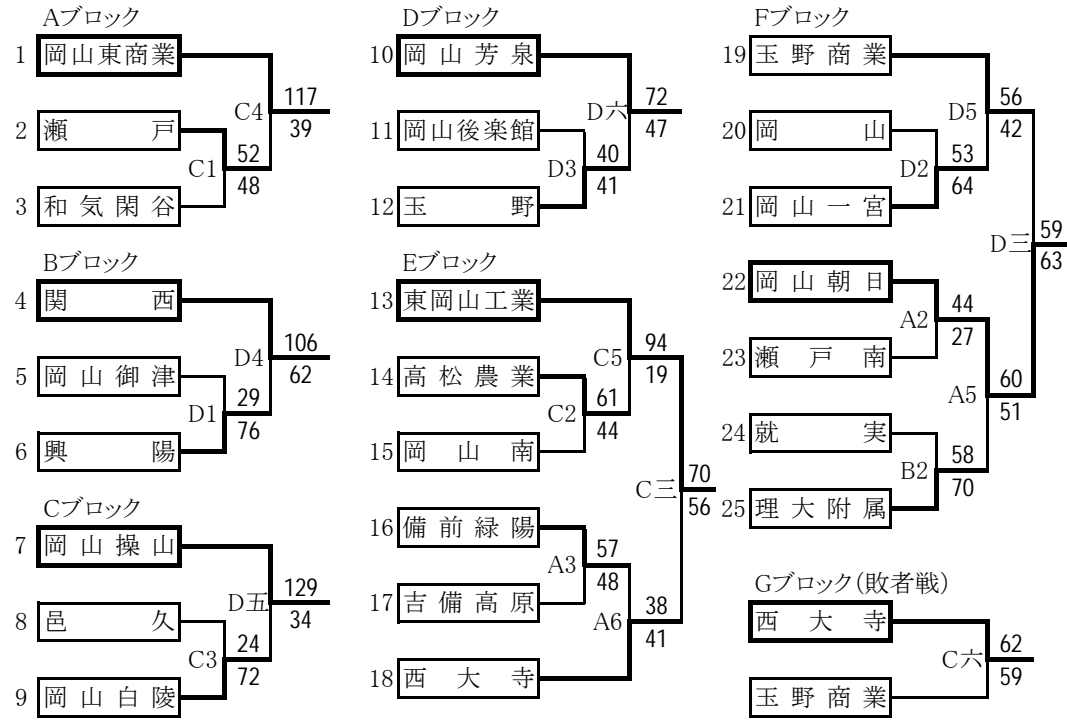 Aブロック
1 岡山東商業
C4 117
39
2 瀬戸
C1 52
48
3 和気閑谷
Bブロック
4 関西
D4 106
62
5 岡山御津
D1 29
76
6 興陽
Cブロック
7 岡山操山
D五 129
34
8 邑久
C3 24
72
9 岡山白陵
Dブロック
10 岡山芳泉
D六 72
47
11 岡山後楽館
D3 40
41
12 玉野
Eブロック
13 東岡山工業
C5 94
19
14 高松農業
C2 61
44
15 岡山南
C三 70
56
16 備前緑陽
A3 57
48
17 吉備高原
A6 38
41
18 西大寺
Fブロック
19 玉野商業
D5 56
42
20 岡山
D2 53
64
21 岡山一宮
D三 59
63
22 岡山朝日
A2 44
27
23 瀬戸南
A5 60
51
24 就実
B2 58
70
25 理大附属
Gブロック(敗者戦)
西大寺
C六 62
59
玉野商業